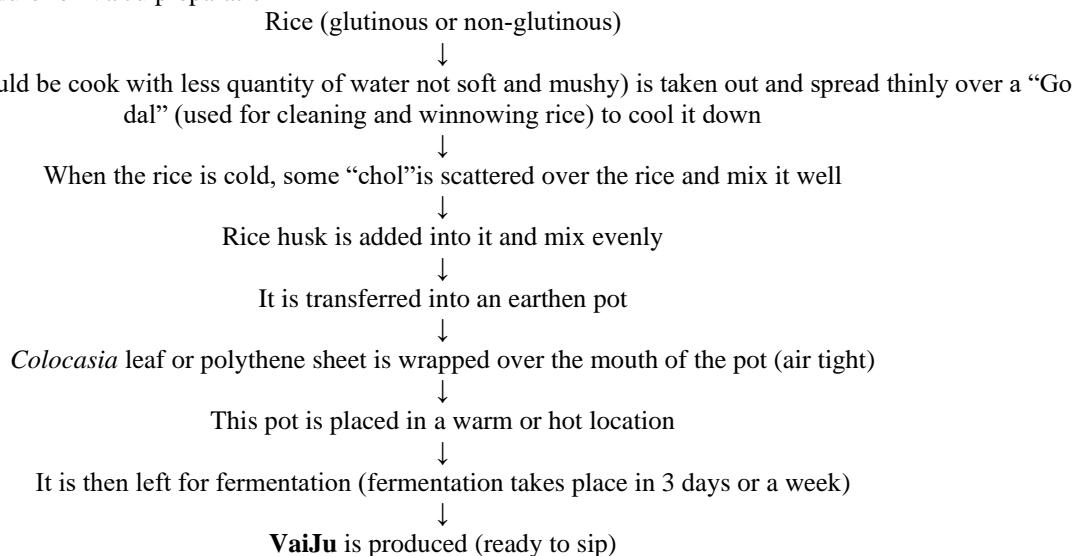 Rice (glutinous or non-glutinous)
↓
be cook with less quantity of water not soft and mushy) is taken out and spread thinly over a “Go
dal” (used for cleaning and winnowing rice) to cool it down
↓
When the rice is cold, some “chol”is scattered over the rice and mix it well
↓
Rice husk is added into it and mix evenly
↓
It is transferred into an earthen pot
↓
Colocasia leaf or polythene sheet is wrapped over the mouth of the pot (air tight)
↓
This pot is placed in a warm or hot location
↓
It is then left for fermentation (fermentation takes place in 3 days or a week)
↓
VaiJu is produced (ready to sip)